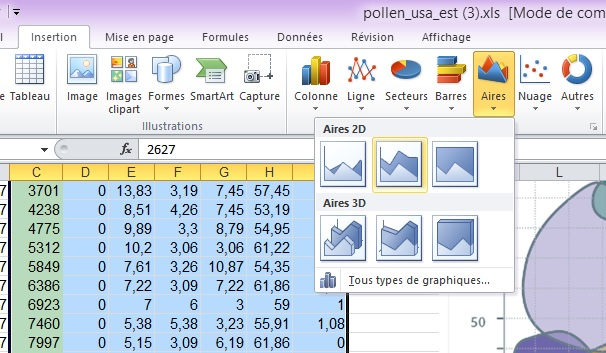 pollen_usa_est (3).xls [Mode de com
Insertion Mise en page Formules Données Révision Affichage
Tableau Image Images clipart Formes SmartArt Capture Colonne Ligne Secteurs Barres Aires Nuage Autres
Illustrations
fx 2627
Aires 2D
Aires 3D
Tous types de graphiques...
C D E F G H L
7 3701 0 13,83 3,19 7,45 57,45
7 4238 0 8,51 4,26 7,45 53,19
7 4775 0 9,89 3,3 8,79 54,95
7 5312 0 10,2 3,06 3,06 61,22
7 5849 0 7,61 3,26 10,87 54,35
7 6386 0 7,22 3,09 7,22 61,86
7 6923 0 7 6 3 59 1
7 7460 0 5,38 5,38 3,23 55,91 1,08
7 7997 0 5,15 3,09 6,19 61,86 0
50